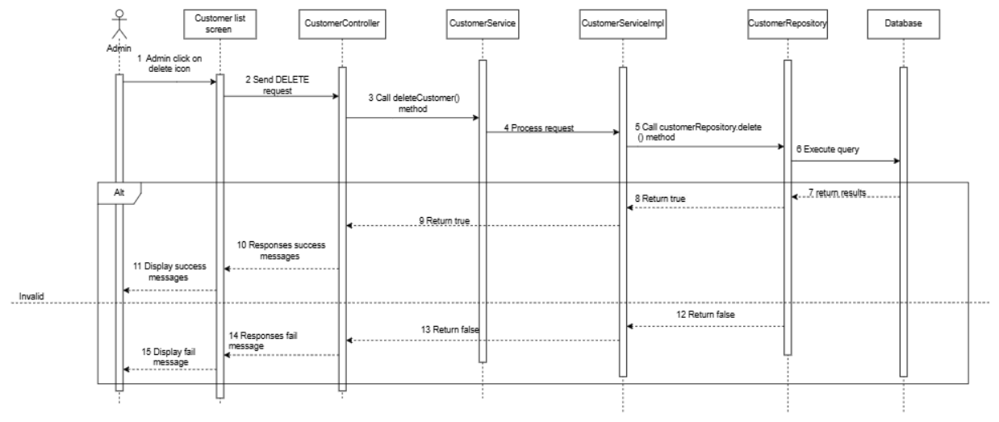 Customer list
screen
CustomerController
CustomerService
CustomerServiceImpl
CustomerRepository
Database
Admin
1 Admin click on
delete icon
2 Send DELETE
request
3 Call deleteCustomer()
method
4 Process request
5 Call customerRepository.delete
() method
6 Execute query
Alt
7 return results
8 Return true
9 Return true
10 Responses success
messages
11 Display success
messages
Invalid
12 Return false
13 Return false
14 Responses fail
message
15 Display fail
message